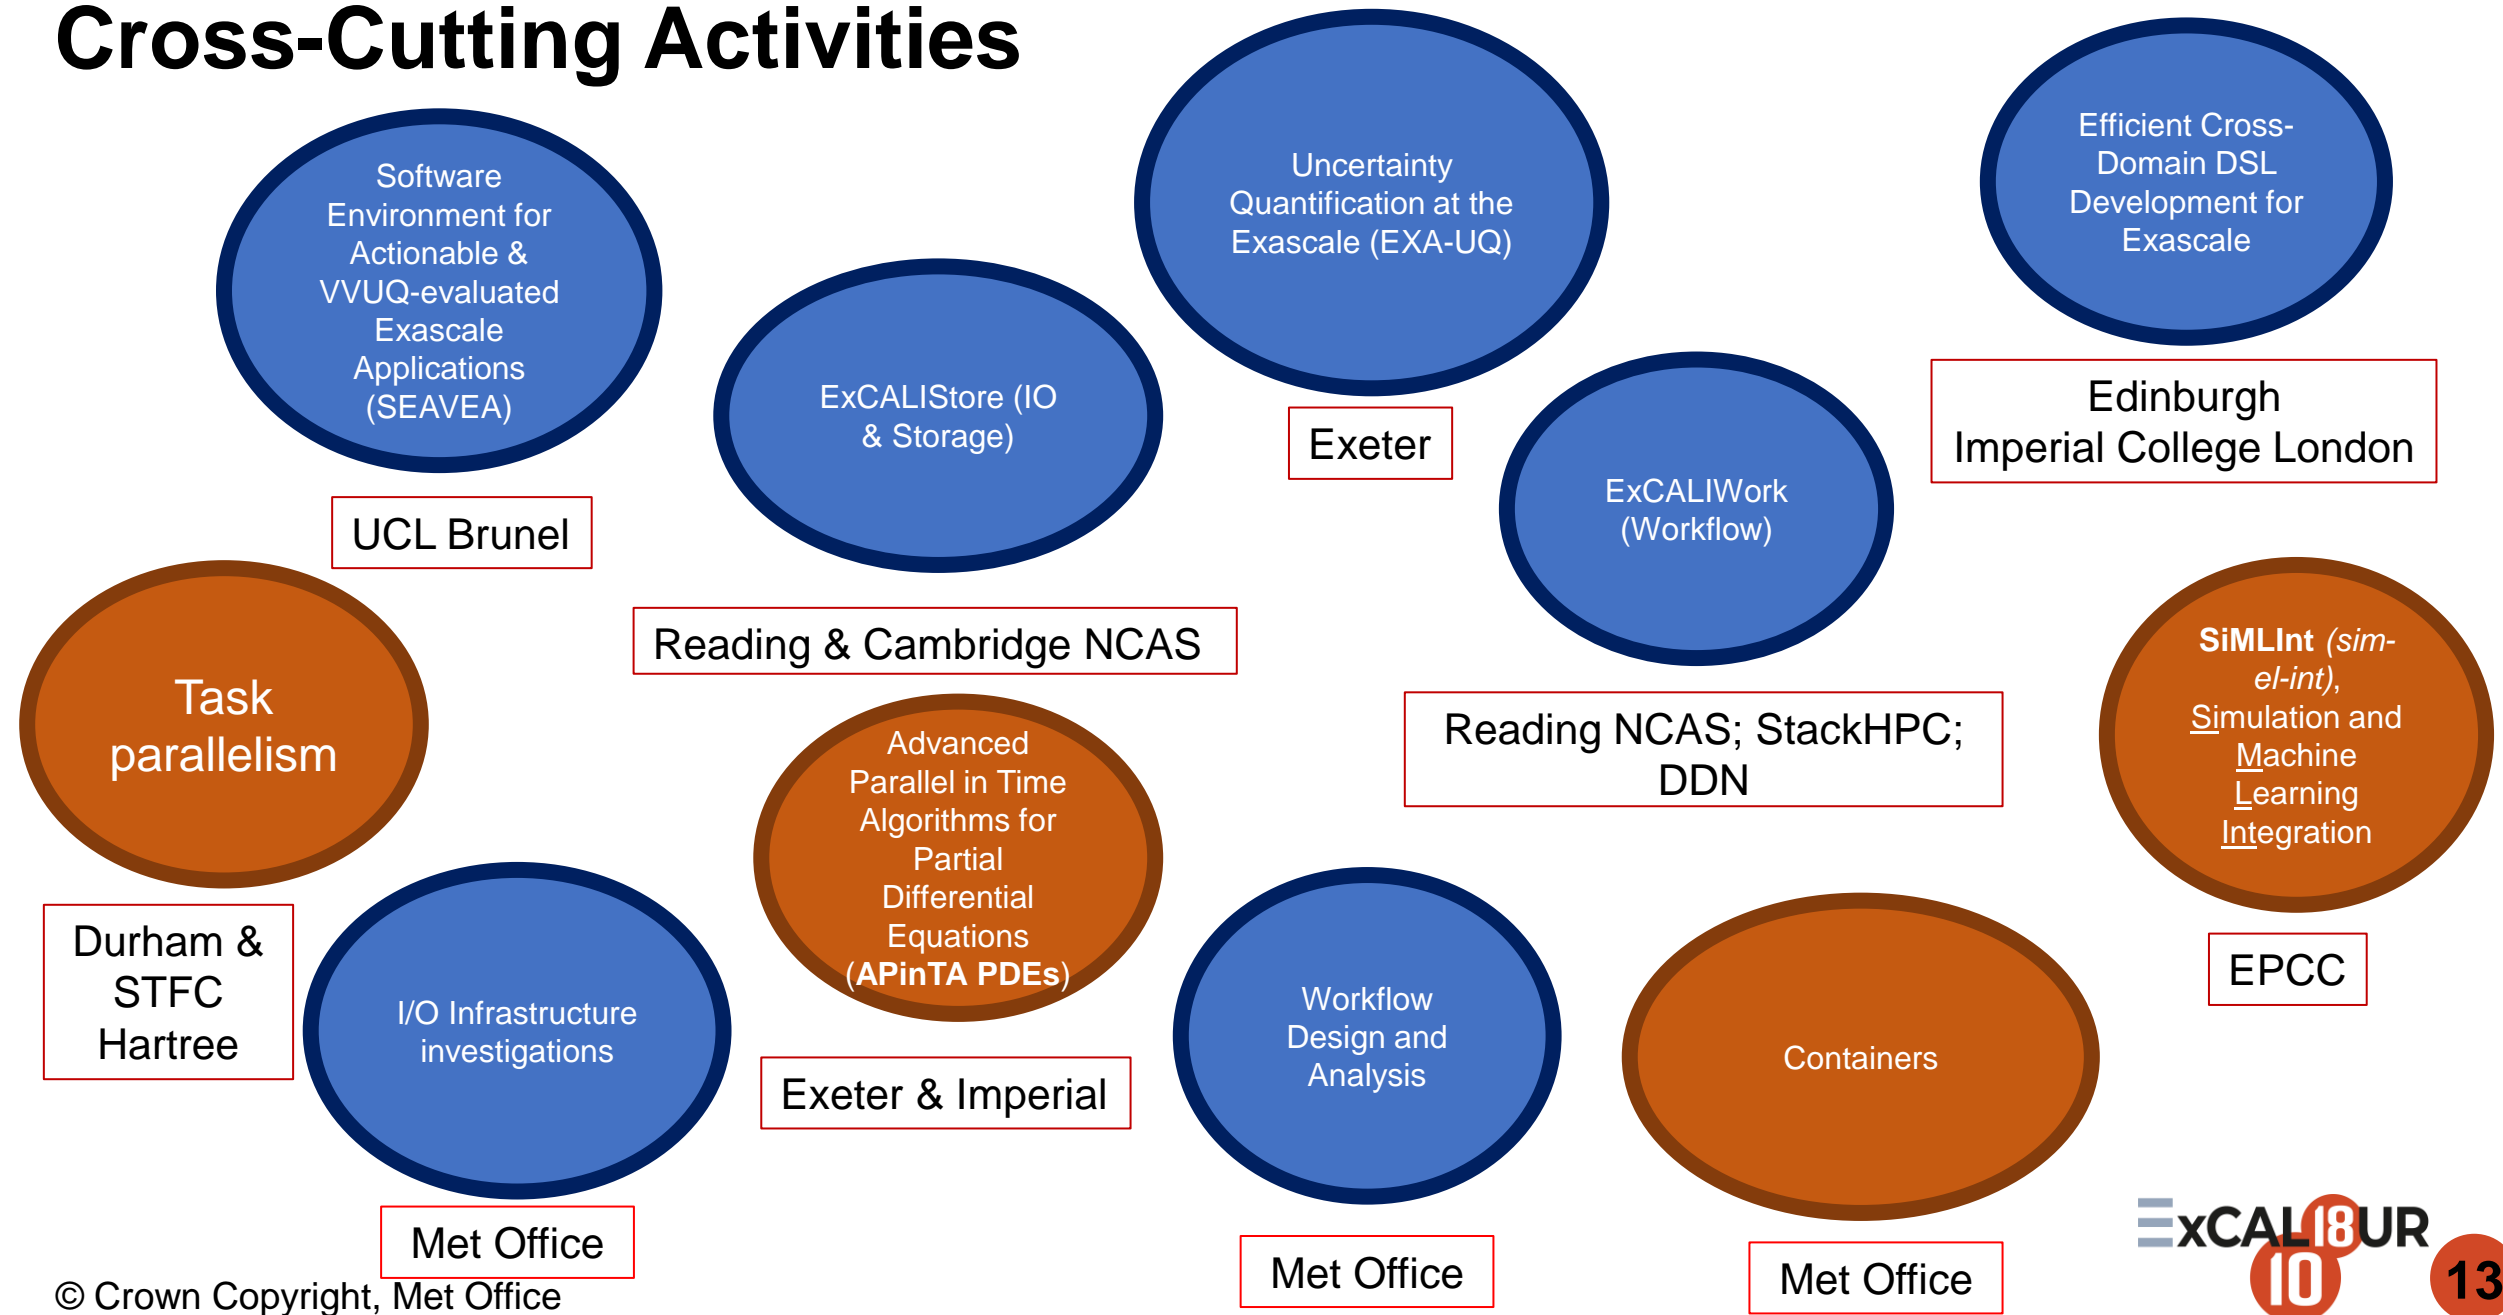 Cross-Cutting Activities
Software
Environment for
Actionable &
VVUQ-evaluated
Exascale
Applications
(SEAVEA)
UCL Brunel
ExCALIStore (IO
& Storage)
Reading & Cambridge NCAS
Uncertainty
Quantification at the
Exascale (EXA-UQ)
Exeter
ExCALIWork
(Workflow)
Reading NCAS; StackHPC;
DDN
Efficient Cross-
Domain DSL
Development for
Exascale
Edinburgh
Imperial College London
Task
parallelism
Durham &
STFC
Hartree
I/O Infrastructure
investigations
Met Office
Advanced
Parallel in Time
Algorithms for
Partial
Differential
Equations
(APinTA PDEs)
Exeter & Imperial
Workflow
Design and
Analysis
Met Office
Containers
Met Office
SiMLInt (sim-
el-int),
Simulation and
Machine
Learning
Integration
EPCC
© Crown Copyright, Met Office
ExCAL18UR
10
13